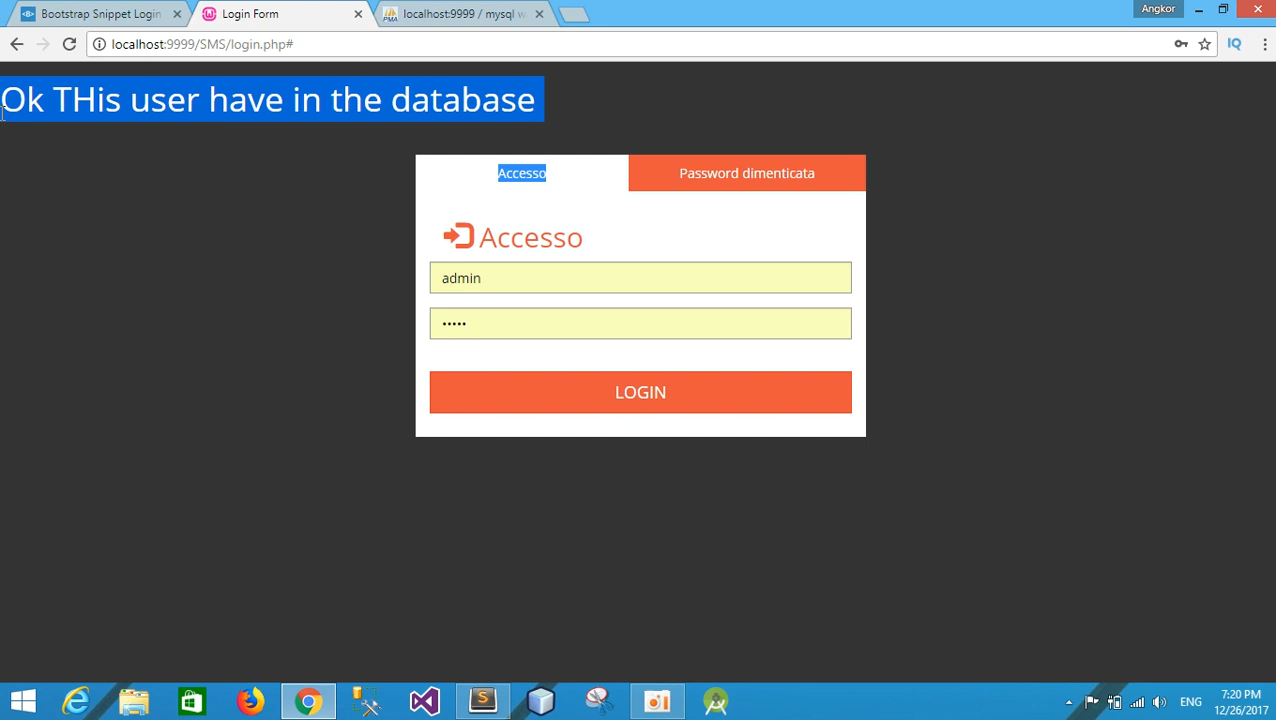 Bootstrap Snippet Login
Login Form
localhost:9999 / mysql w
Angkor
localhost:9999/SMS/login.php#
IQ
Ok THis user have in the database
Accesso
Password dimenticata
Accesso
admin
•••••
LOGIN
ENG
7:20 PM
12/26/2017